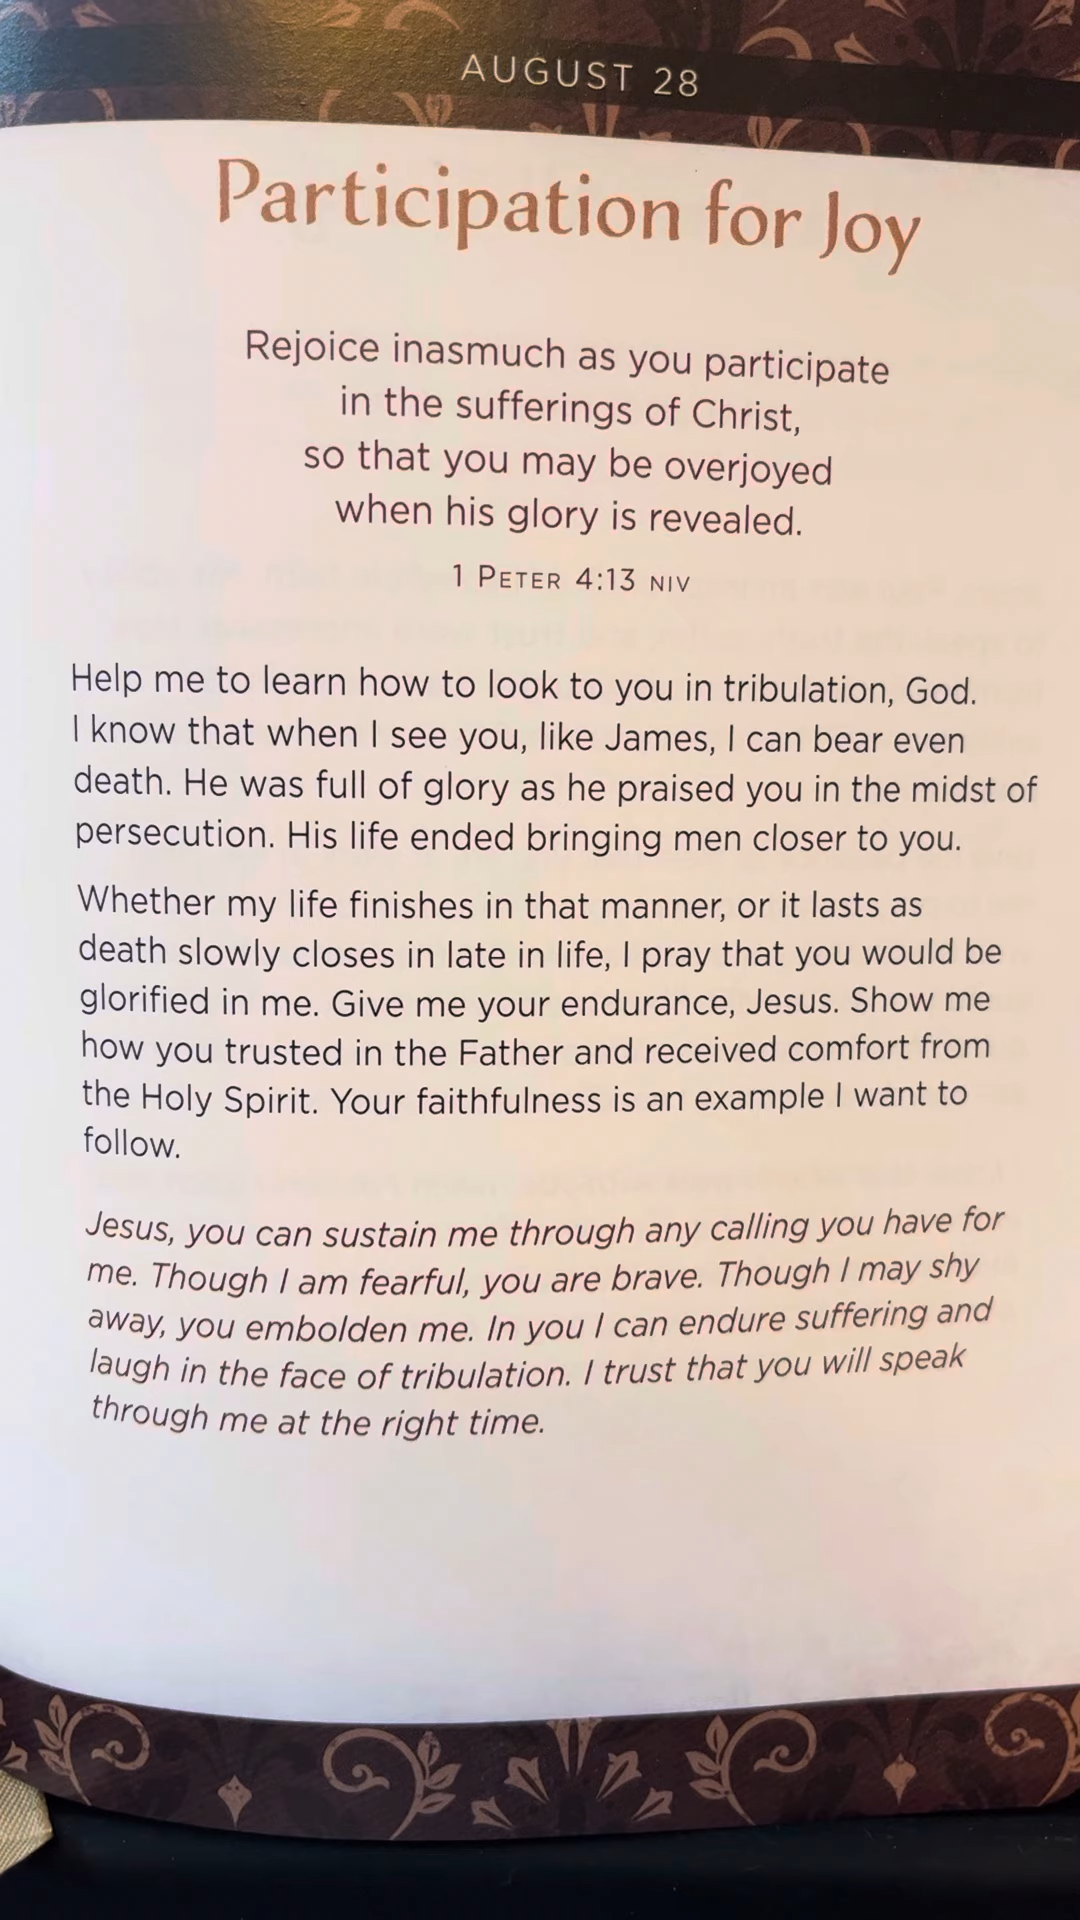 AUGUST 28
Participation for Joy
Rejoice inasmuch as you participate
in the sufferings of Christ,
so that you may be overjoyed
when his glory is revealed.
1 PETER 4:13 NIV
Help me to learn how to look to you in tribulation, God.
I know that when I see you, like James, I can bear even
death. He was full of glory as he praised you in the midst of
persecution. His life ended bringing men closer to you.
Whether my life finishes in that manner, or it lasts as
death slowly closes in late in life, I pray that you would be
glorified in me. Give me your endurance, Jesus. Show me
how you trusted in the Father and received comfort from
the Holy Spirit. Your faithfulness is an example I want to
follow.
Jesus, you can sustain me through any calling you have for
me. Though I am fearful, you are brave. Though I may shy
away, you embolden me. In you I can endure suffering and
laugh in the face of tribulation. I trust that you will speak
through me at the right time.